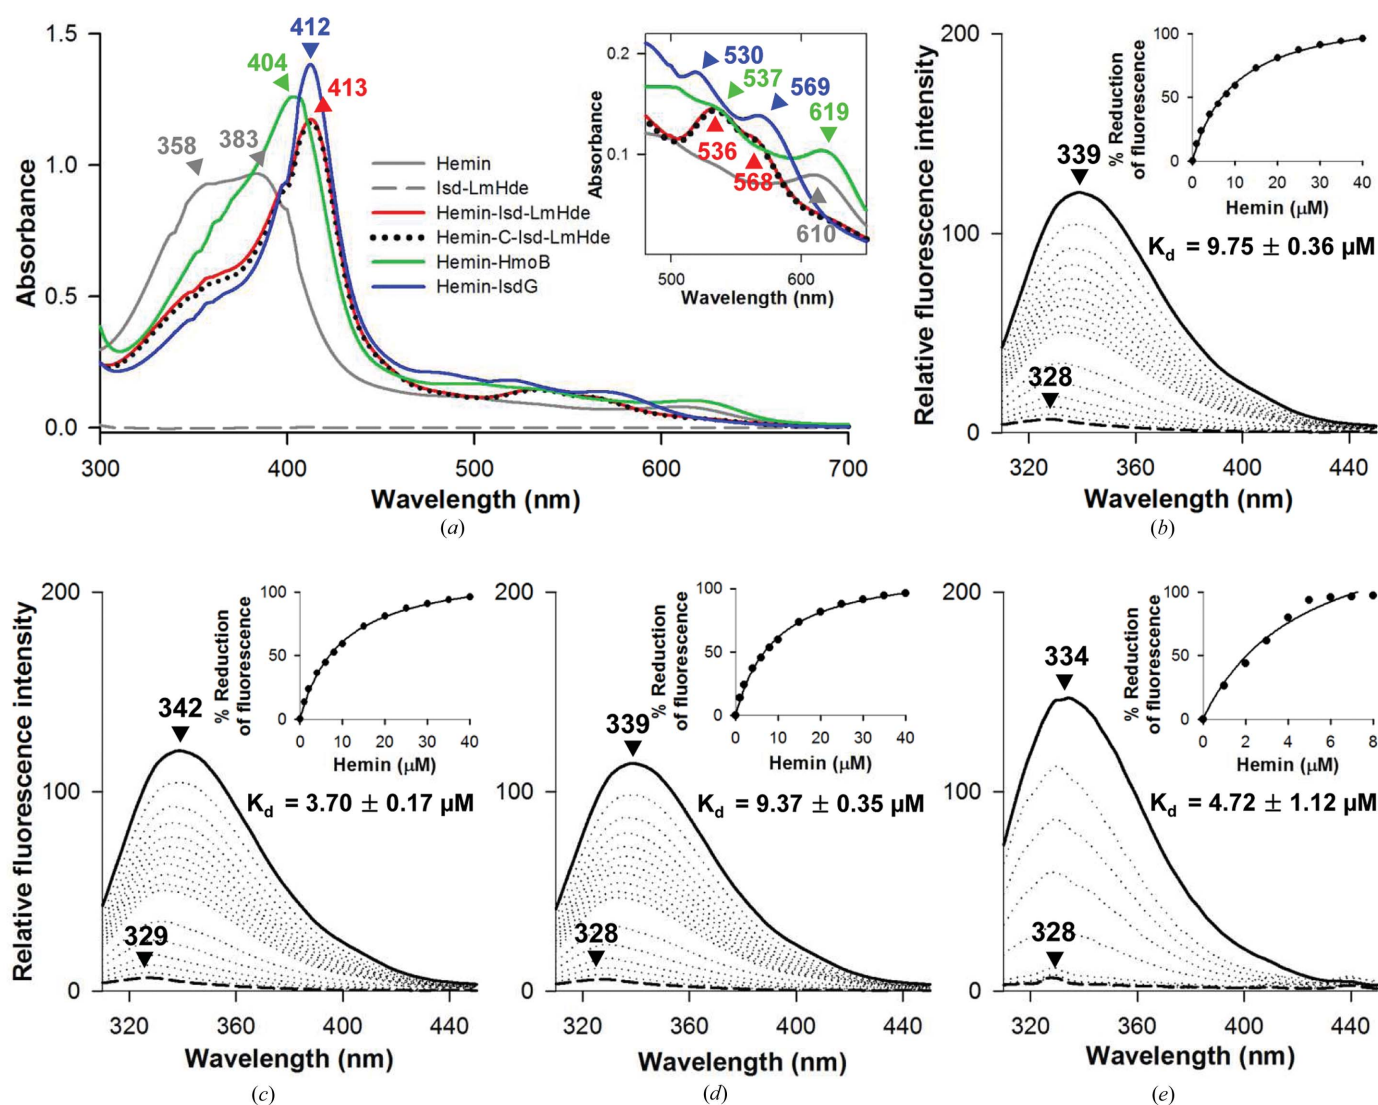 1.5
1.0
0.5
0.0
Absorbance
300
400
500
600
700
Wavelength (nm)
412
404
413
358
383
Hemin
Isd-LmHde
Hemin-Isd-LmHde
Hemin-C-Isd-LmHde
Hemin-HmoB
Hemin-IsdG
0.2
0.1
Absorbance
530
537
569
619
536
568
610
500
600
Wavelength (nm)
(a)
200
100
0
Relative fluorescence intensity
339
328
100
50
0
% Reduction
of fluorescence
0
10
20
30
40
Hemin (μM)
Kd = 9.75 ± 0.36 μM
320
360
400
440
Wavelength (nm)
(b)
200
100
0
Relative fluorescence intensity
342
329
100
50
0
% Reduction
of fluorescence
0
10
20
30
40
Hemin (μM)
Kd = 3.70 ± 0.17 μM
320
360
400
440
Wavelength (nm)
(c)
200
100
0
339
328
100
50
0
% Reduction
of fluorescence
0
10
20
30
40
Hemin (μM)
Kd = 9.37 ± 0.35 μM
320
360
400
440
Wavelength (nm)
(d)
200
100
0
334
328
100
50
0
% Reduction
of fluorescence
0
2
4
6
8
Hemin (μM)
Kd = 4.72 ± 1.12 μM
320
360
400
440
Wavelength (nm)
(e)